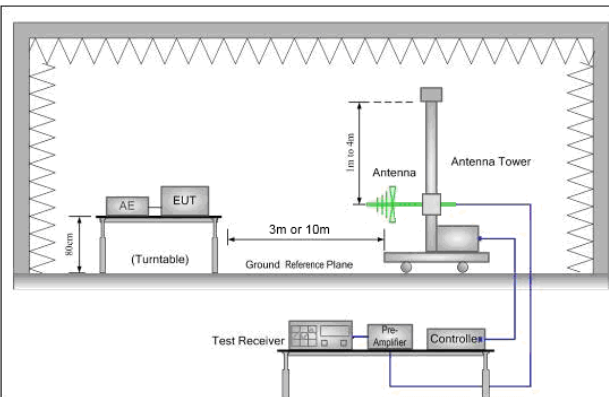 1m to 4m
Antenna
Antenna Tower
AE
EUT
80cm
(Turntable)
3m or 10m
Ground Reference Plane
Test Receiver
Pre-
Amplifier
Controlle